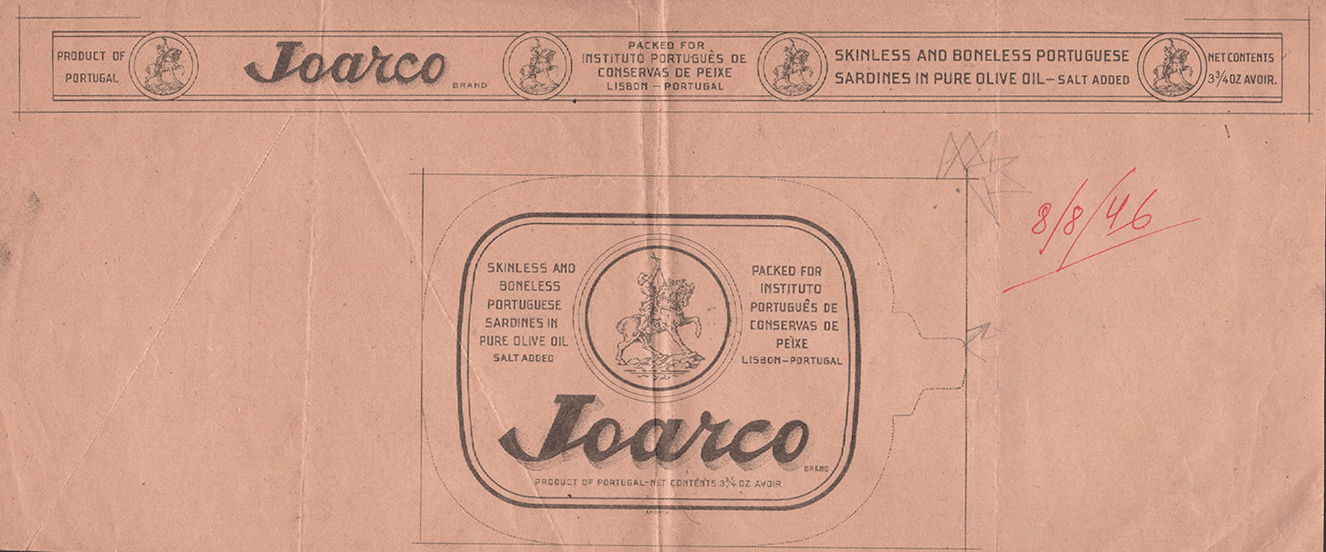 PRODUCT OF
PORTUGAL
Joarco
BRAND
PACKED FOR
INSTITUTO PORTUGUÊS DE
CONSERVAS DE PEIXE
LISBON — PORTUGAL
SKINLESS AND BONELESS PORTUGUESE
SARDINES IN PURE OLIVE OIL — SALT ADDED
NET CONTENTS
3¾ OZ AVOIR.
8/8/46
SKINLESS AND
BONELESS
PORTUGUESE
SARDINES IN
PURE OLIVE OIL
SALT ADDED
PACKED FOR
INSTITUTO
PORTUGUÊS DE
CONSERVAS DE
PEIXE
LISBON—PORTUGAL
Joarco
BRAND
PRODUCT OF PORTUGAL-NET CONTENTS 3¾ OZ AVOIR